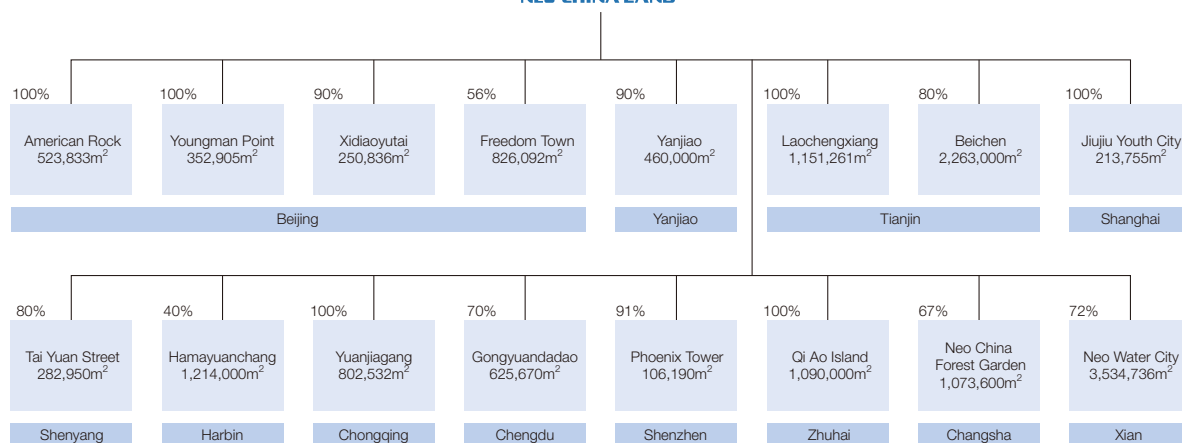 NEO CHINA LAND
100% 100% 90% 56% 90% 100% 80% 100%
American Rock
523,833m²
Youngman Point
352,905m²
Xidiaoyutai
250,836m²
Freedom Town
826,092m²
Yanjiao
460,000m²
Laochengxiang
1,151,261m²
Beichen
2,263,000m²
Jiujiu Youth City
213,755m²
Beijing Yanjiao Tianjin Shanghai
80% 40% 100% 70% 91% 100% 67% 72%
Tai Yuan Street
282,950m²
Hamayuanchang
1,214,000m²
Yuanjiagang
802,532m²
Gongyuandadao
625,670m²
Phoenix Tower
106,190m²
Qi Ao Island
1,090,000m²
Neo China
Forest Garden
1,073,600m²
Neo Water City
3,534,736m²
Shenyang Harbin Chongqing Chengdu Shenzhen Zhuhai Changsha Xian